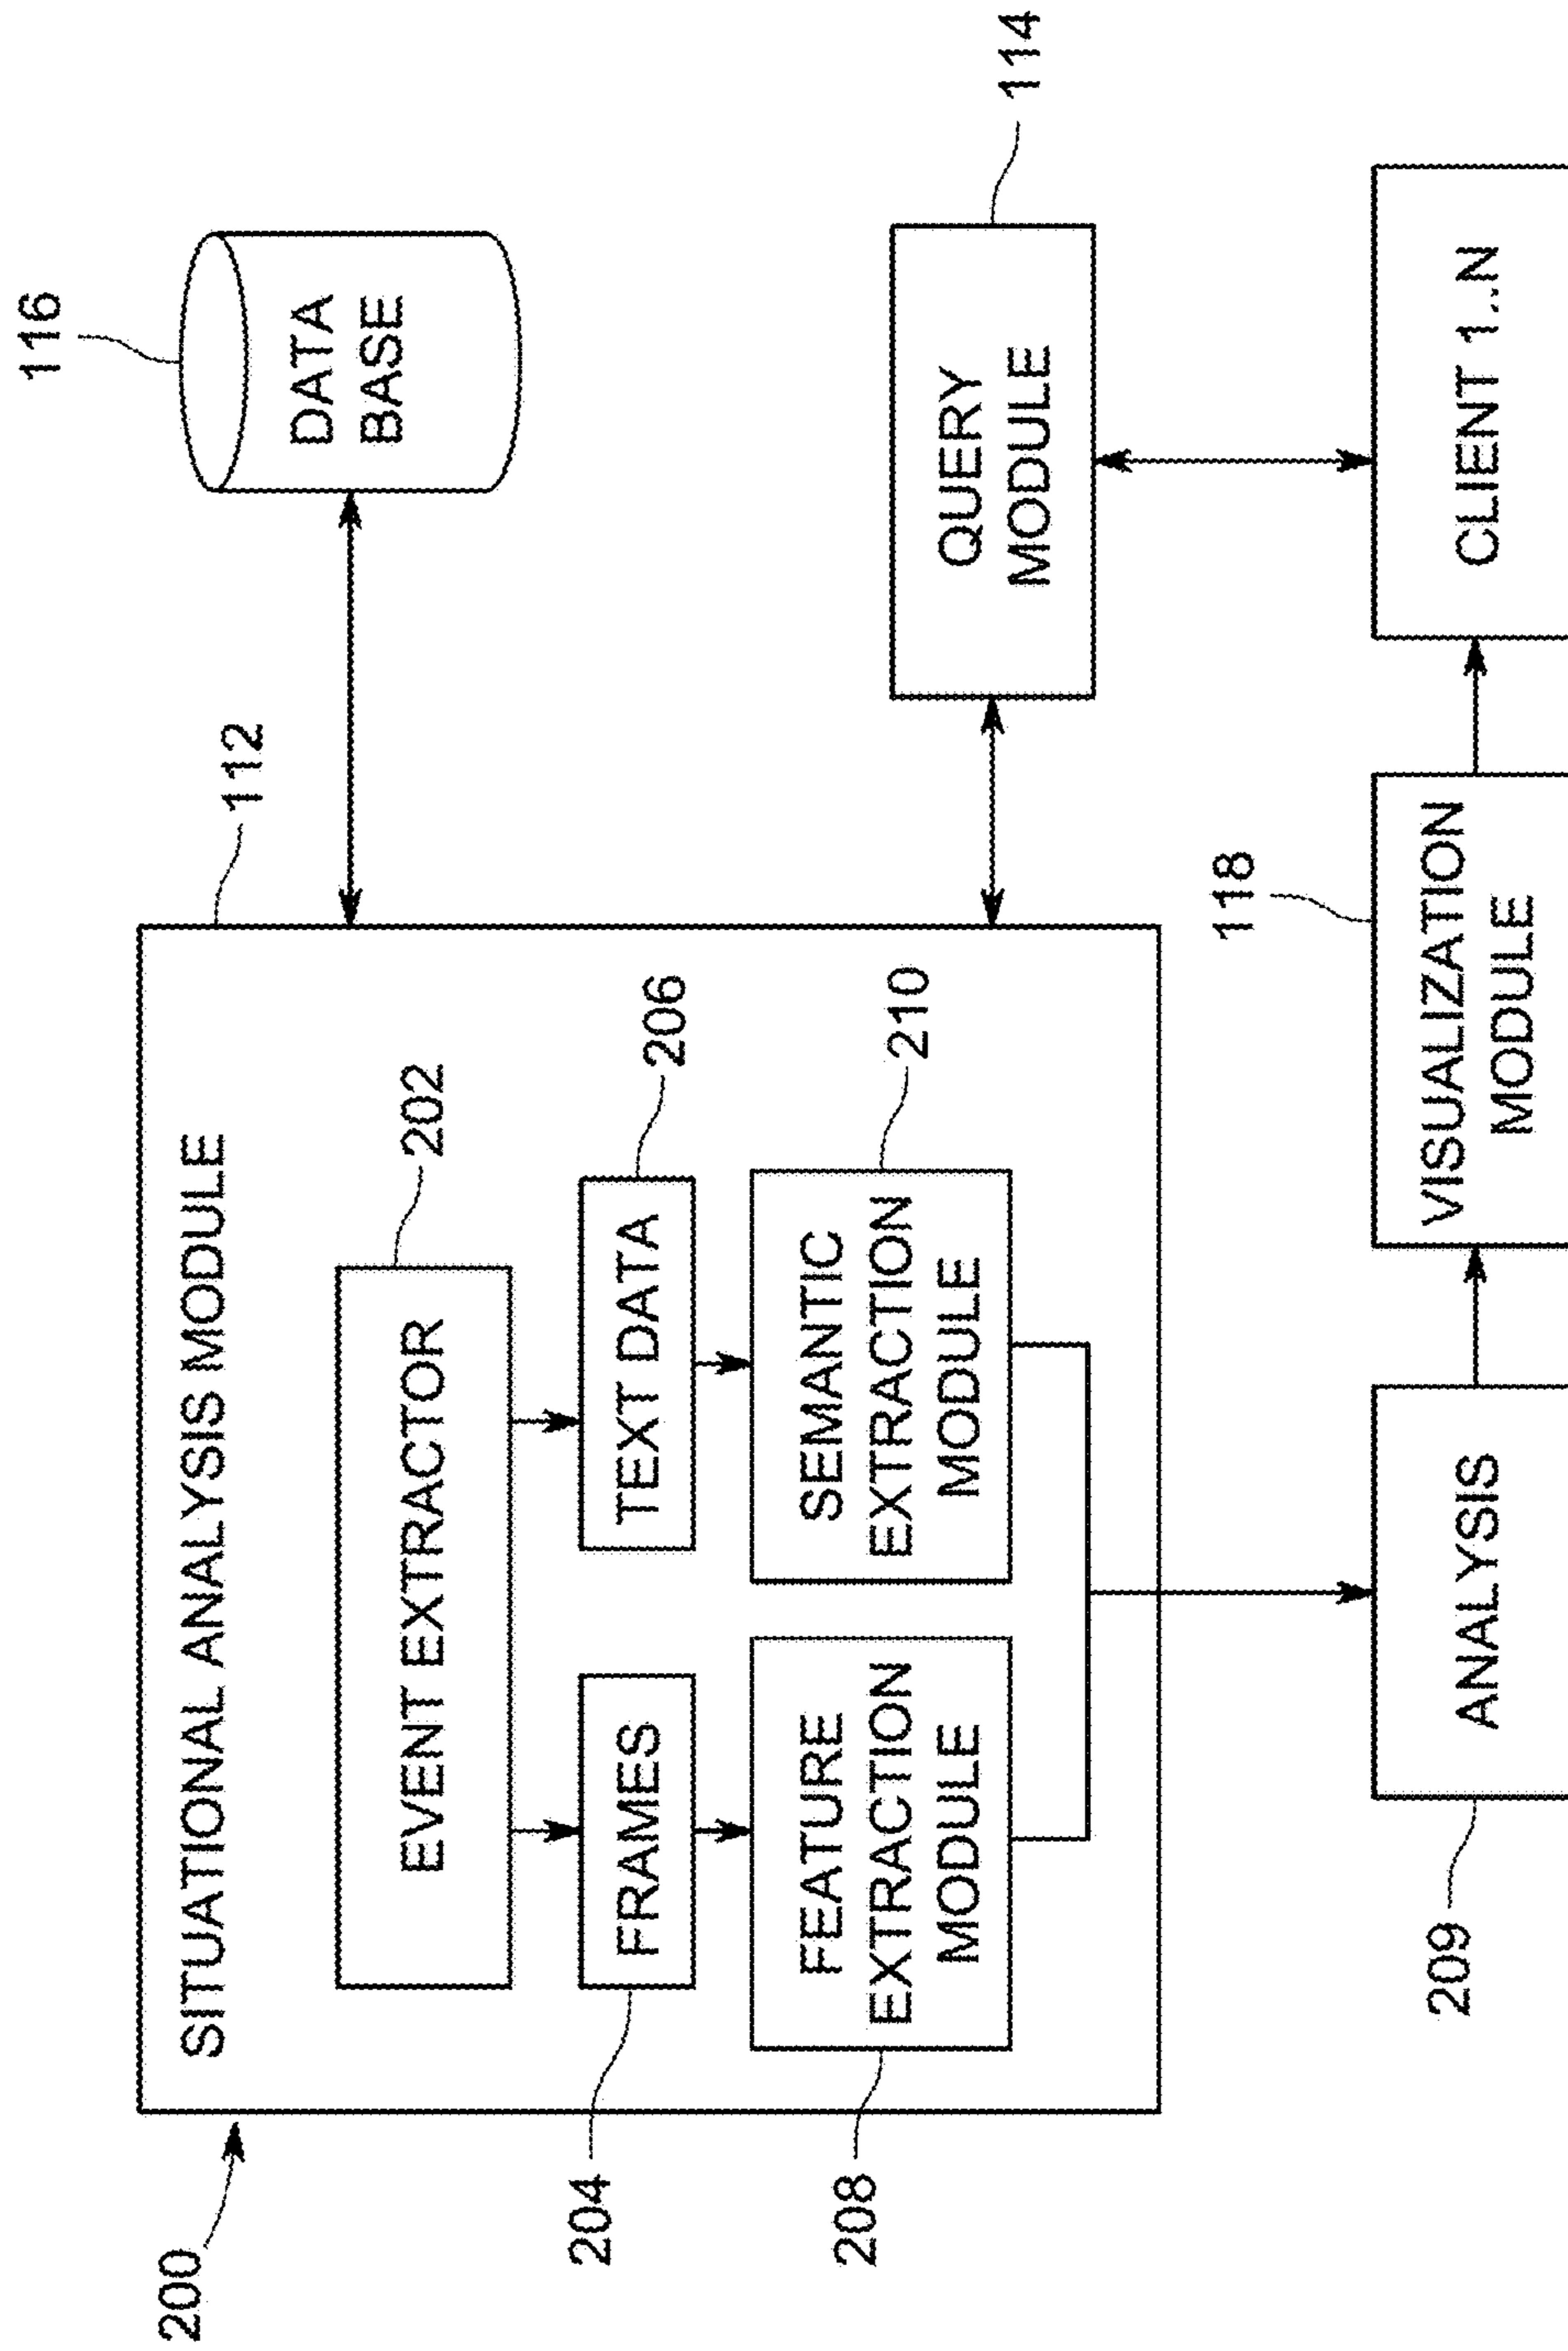 200
SITUATIONAL ANALYSIS MODULE
112
116
DATA
BASE
EVENT EXTRACTOR
202
204
FRAMES
TEXT DATA
206
208
FEATURE
EXTRACTION
MODULE
SEMANTIC
EXTRACTION
MODULE
210
QUERY
MODULE
114
209
ANALYSIS
118
VISUALIZATION
MODULE
CLIENT 1..N